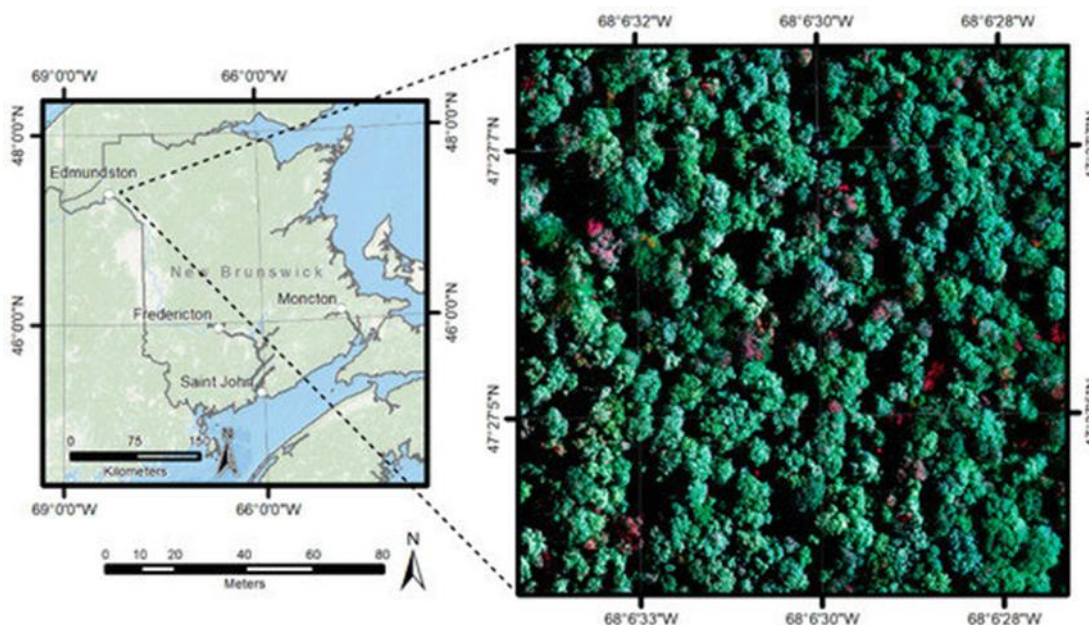 68°6'32"W 68°6'30"W 68°6'28"W
69°0'0"W 66°0'0"W
48°0'0"N
48°0'0"N
Edmundston
New Brunswick
Moncton
Fredericton
46°0'0"N
46°0'0"N
Saint John
0 75 150
N
Kilometers
69°0'0"W 66°0'0"W
47°27'7"N
47°27'5"N
N
0 20 40 60 80
Meters
68°6'33"W 68°6'30"W 68°6'28"W